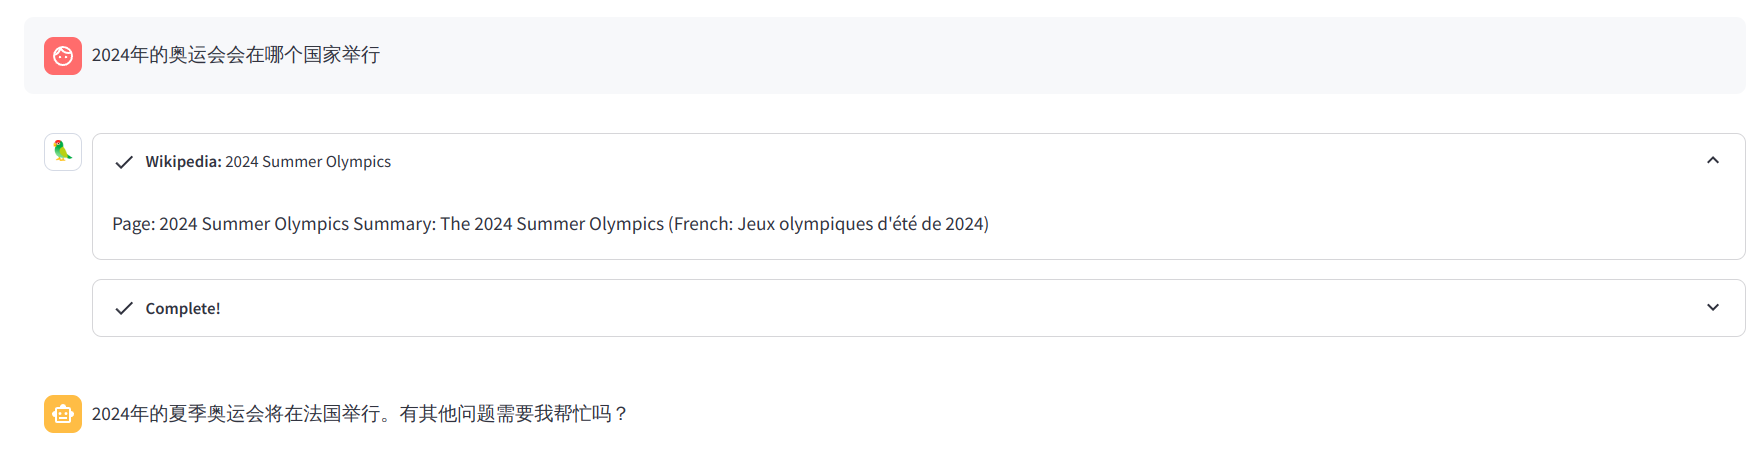 2024年的奥运会会在哪个国家举行
Wikipedia: 2024 Summer Olympics
Page: 2024 Summer Olympics Summary: The 2024 Summer Olympics (French: Jeux olympiques d'été de 2024)
Complete!
2024年的夏季奥运会将在法国举行。有其他问题需要我帮忙吗？